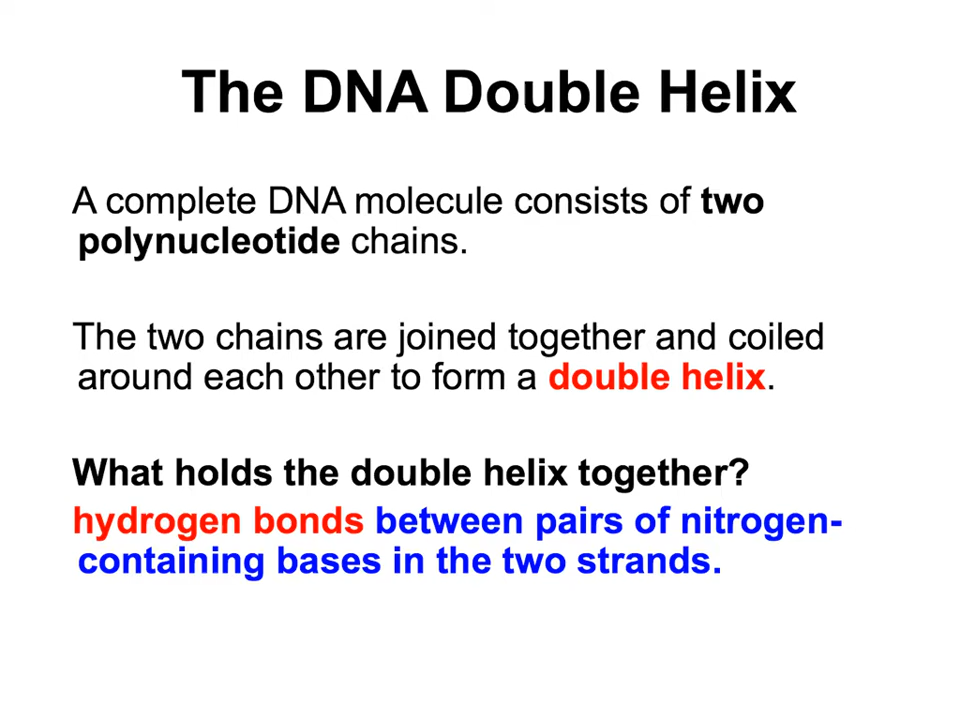 The DNA Double Helix
A complete DNA molecule consists of two
polynucleotide chains.
The two chains are joined together and coiled
around each other to form a double helix.
What holds the double helix together?
hydrogen bonds between pairs of nitrogen-
containing bases in the two strands.